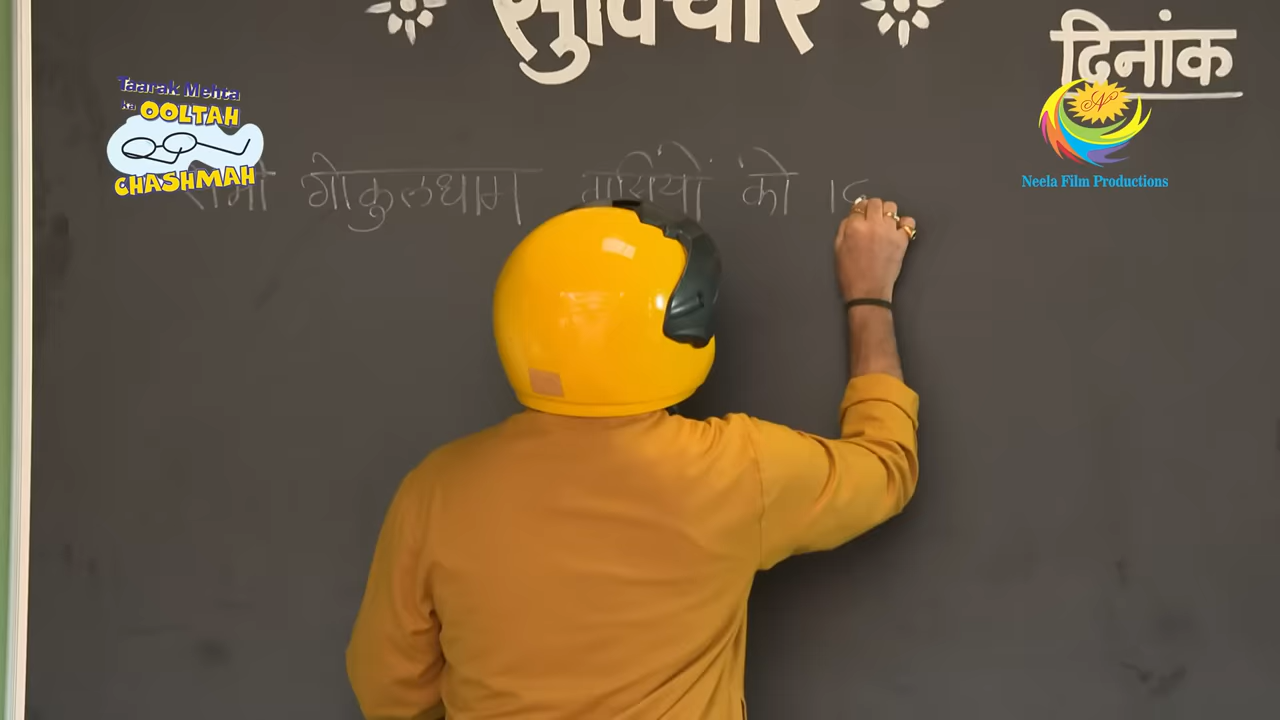 सुविचार
दिनांक
Taarak Mehta
ka OOLTAH
CHASHMAH
Neela Film Productions
सभी गोकुलधाम वासियों को